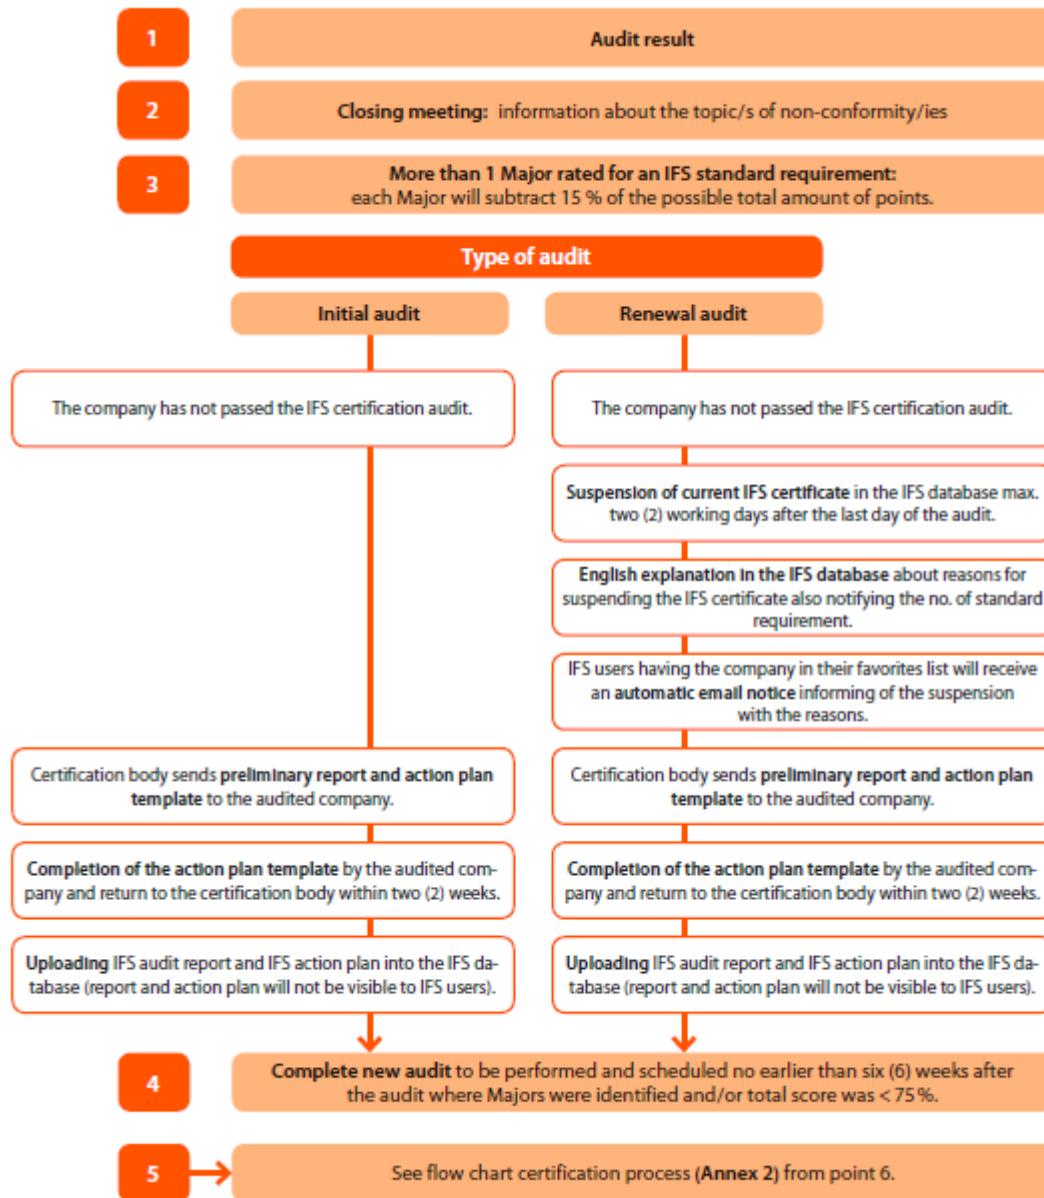 1
Audit result
2
Closing meeting: information about the topic/s of non-conformity/ies
3
More than 1 Major rated for an IFS standard requirement:
each Major will subtract 15 % of the possible total amount of points.
Type of audit
Initial audit
Renewal audit
The company has not passed the IFS certification audit.
The company has not passed the IFS certification audit.
Suspension of current IFS certificate in the IFS database max.
two (2) working days after the last day of the audit.
English explanation in the IFS database about reasons for
suspending the IFS certificate also notifying the no. of standard
requirement.
IFS users having the company in their favorites list will receive
an automatic email notice informing of the suspension
with the reasons.
Certification body sends preliminary report and action plan
template to the audited company.
Certification body sends preliminary report and action plan
template to the audited company.
Completion of the action plan template by the audited com-
pany and return to the certification body within two (2) weeks.
Completion of the action plan template by the audited com-
pany and return to the certification body within two (2) weeks.
Uploading IFS audit report and IFS action plan into the IFS da-
tabase (report and action plan will not be visible to IFS users).
Uploading IFS audit report and IFS action plan into the IFS da-
tabase (report and action plan will not be visible to IFS users).
4
Complete new audit to be performed and scheduled no earlier than six (6) weeks after
the audit where Majors were identified and/or total score was < 75 %.
5
See flow chart certification process (Annex 2) from point 6.